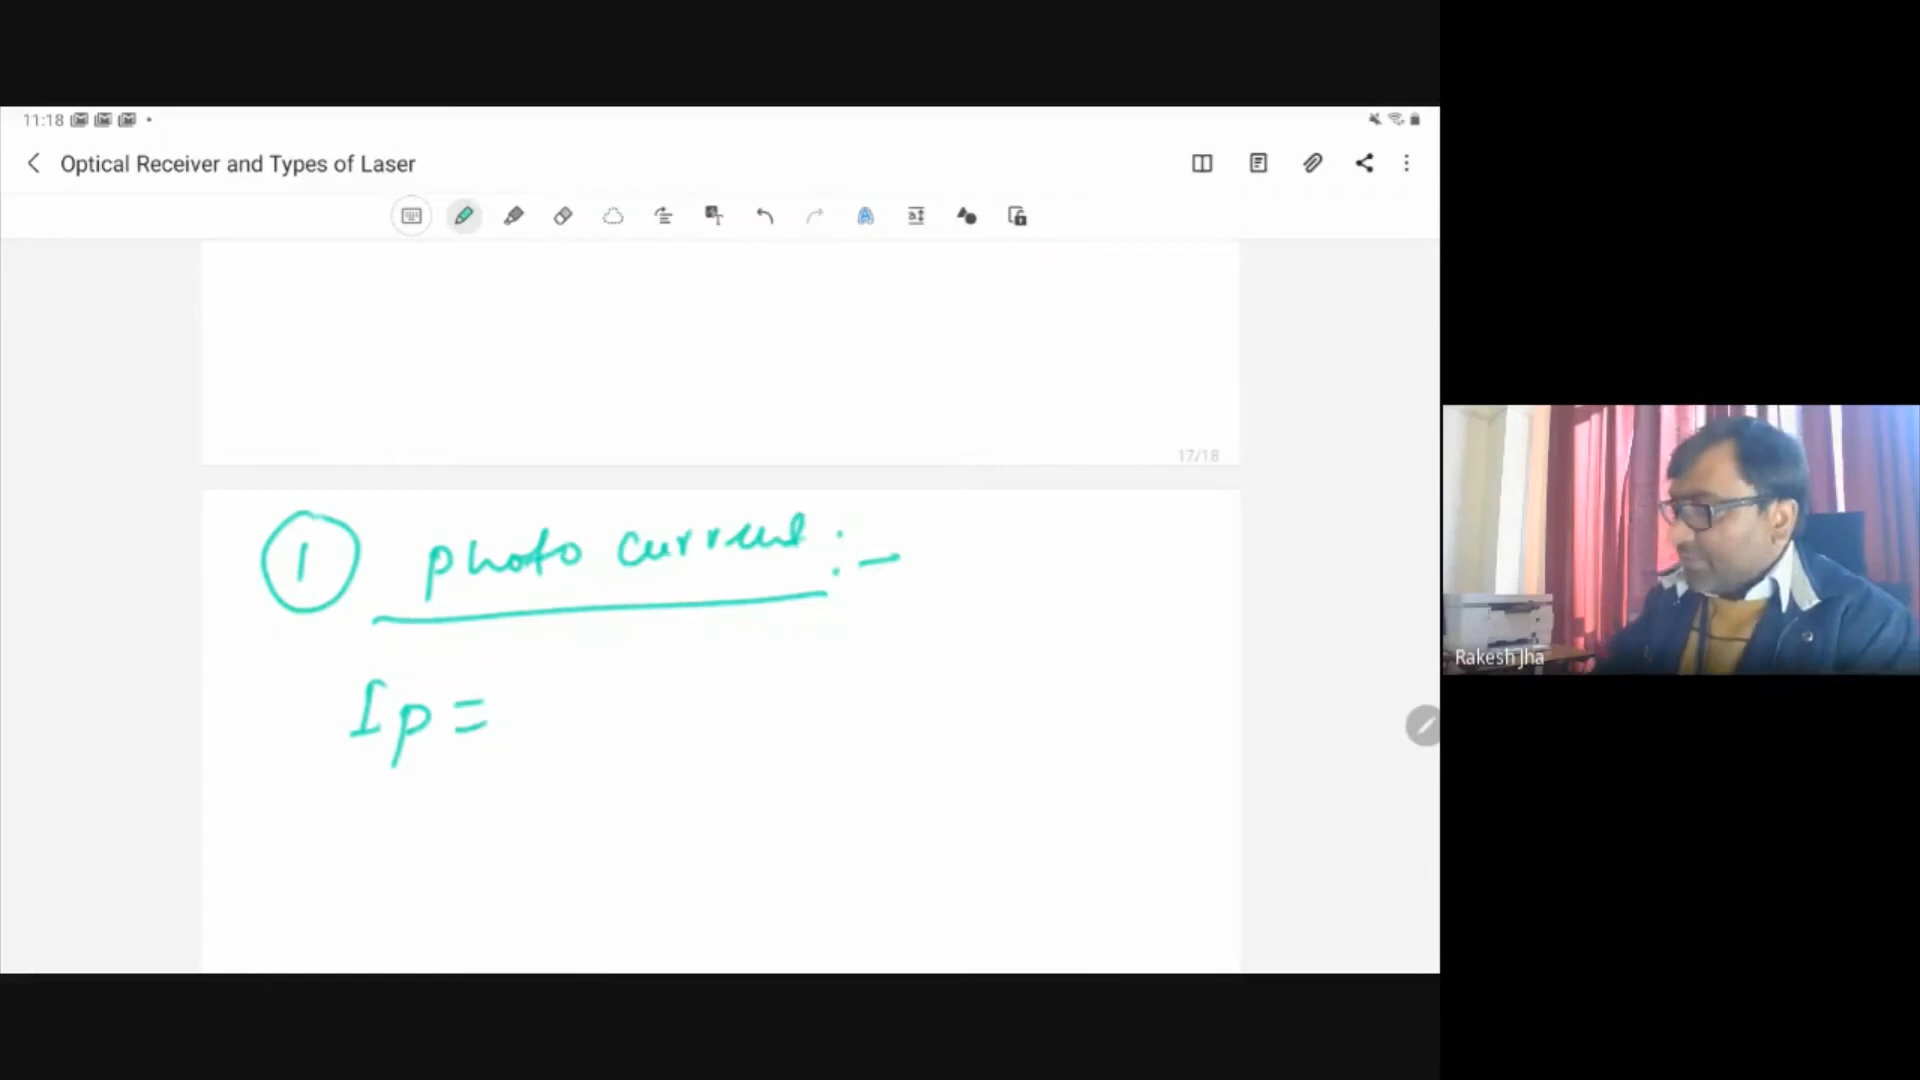 11:18
Optical Receiver and Types of Laser
17/18
1 photo current :-
Ip =
Rakesh Jha